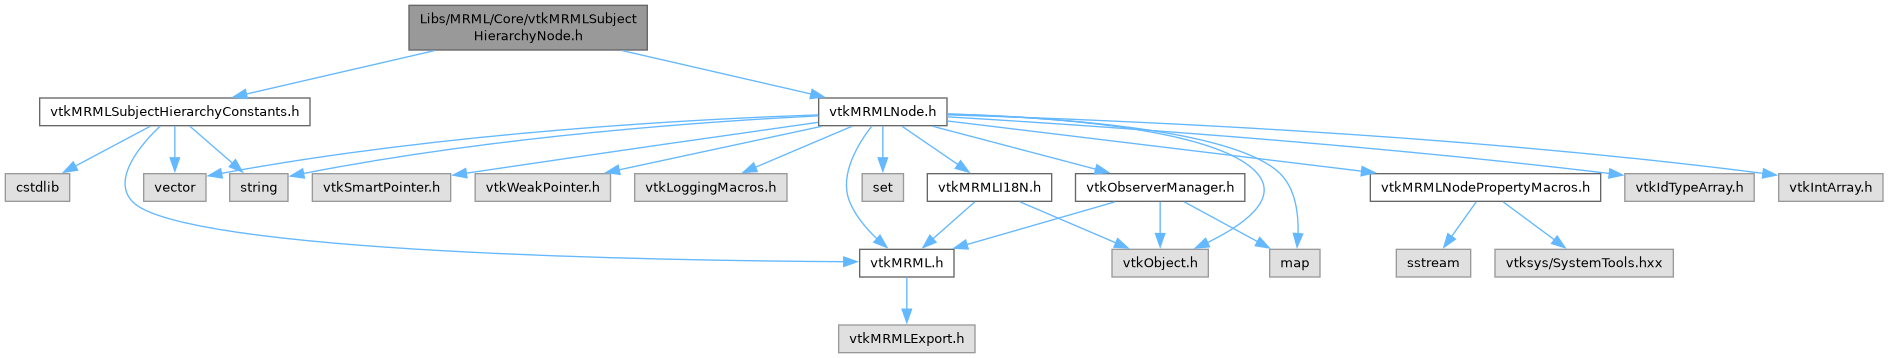 Libs/MRML/Core/vtkMRMLSubject
HierarchyNode.h
vtkMRMLSubjectHierarchyConstants.h
vtkMRMLNode.h
cstdlib
vector
string
vtkSmartPointer.h
vtkWeakPointer.h
vtkLoggingMacros.h
set
vtkMRMLI18N.h
vtkObserverManager.h
vtkMRMLNodePropertyMacros.h
vtkIdTypeArray.h
vtkIntArray.h
vtkMRML.h
vtkObject.h
map
sstream
vtksys/SystemTools.hxx
vtkMRMLExport.h